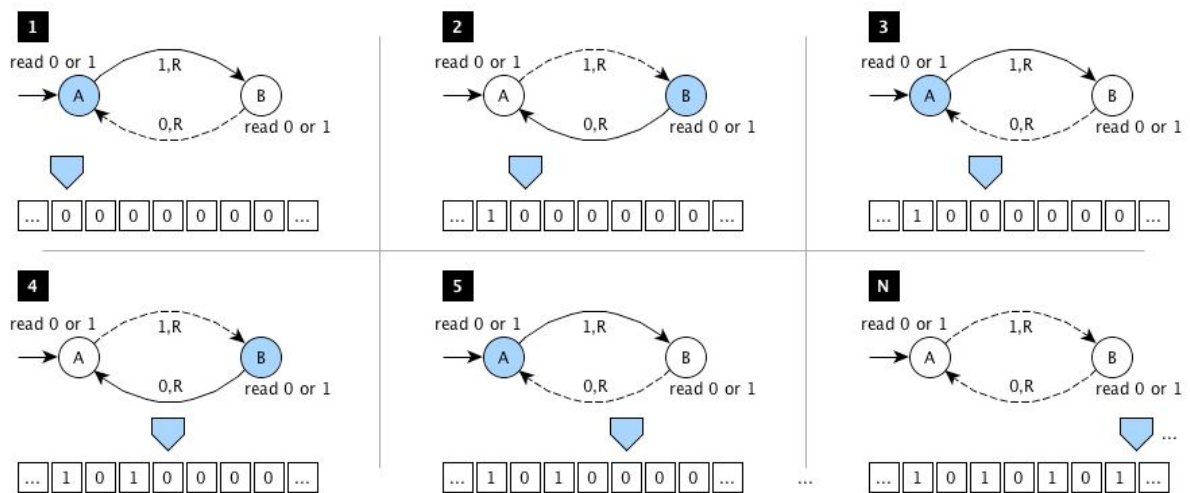 1
read 0 or 1
1,R
A
B
0,R
read 0 or 1
... 0 0 0 0 0 0 0 ...
2
read 0 or 1
1,R
A
B
0,R
read 0 or 1
... 1 0 0 0 0 0 0 ...
3
read 0 or 1
1,R
A
B
0,R
read 0 or 1
... 1 0 0 0 0 0 0 ...
4
read 0 or 1
1,R
A
B
0,R
read 0 or 1
... 1 0 1 0 0 0 0 ...
5
read 0 or 1
1,R
A
B
0,R
read 0 or 1
... 1 0 1 0 0 0 0 ...
...
N
read 0 or 1
1,R
A
B
0,R
read 0 or 1
...
... 1 0 1 0 1 0 1 ...